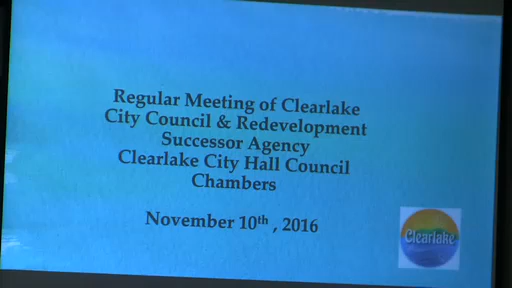 Regular Meeting of Clearlake
City Council & Redevelopment
Successor Agency
Clearlake City Hall Council
Chambers
November 10th , 2016
Clearlake